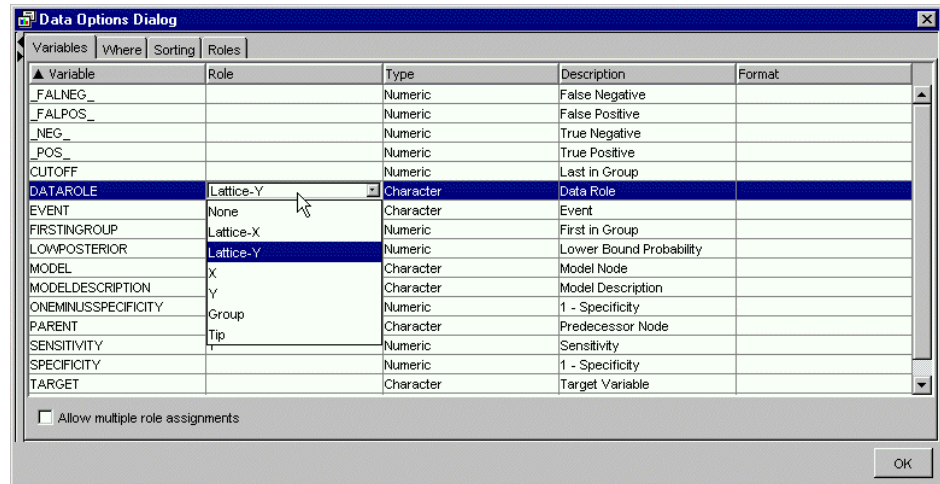 Data Options Dialog
Variables Where Sorting Roles
▲ Variable Role Type Description Format
_FALNEG_ Numeric False Negative
_FALPOS_ Numeric False Positive
_NEG_ Numeric True Negative
_POS_ Numeric True Positive
CUTOFF Numeric Last in Group
DATAROLE Lattice-Y Character Data Role
EVENT None Character Event
FIRSTINGROUP Lattice-X Numeric First in Group
LOWPOSTERIOR Lattice-Y Numeric Lower Bound Probability
MODEL X Character Model Node
MODELDESCRIPTION Y Character Model Description
ONEMINUSSPECIFICITY Group Numeric 1 - Specificity
PARENT Tip Character Predecessor Node
SENSITIVITY Numeric Sensitivity
SPECIFICITY Numeric 1 - Specificity
TARGET Character Target Variable
Allow multiple role assignments
OK